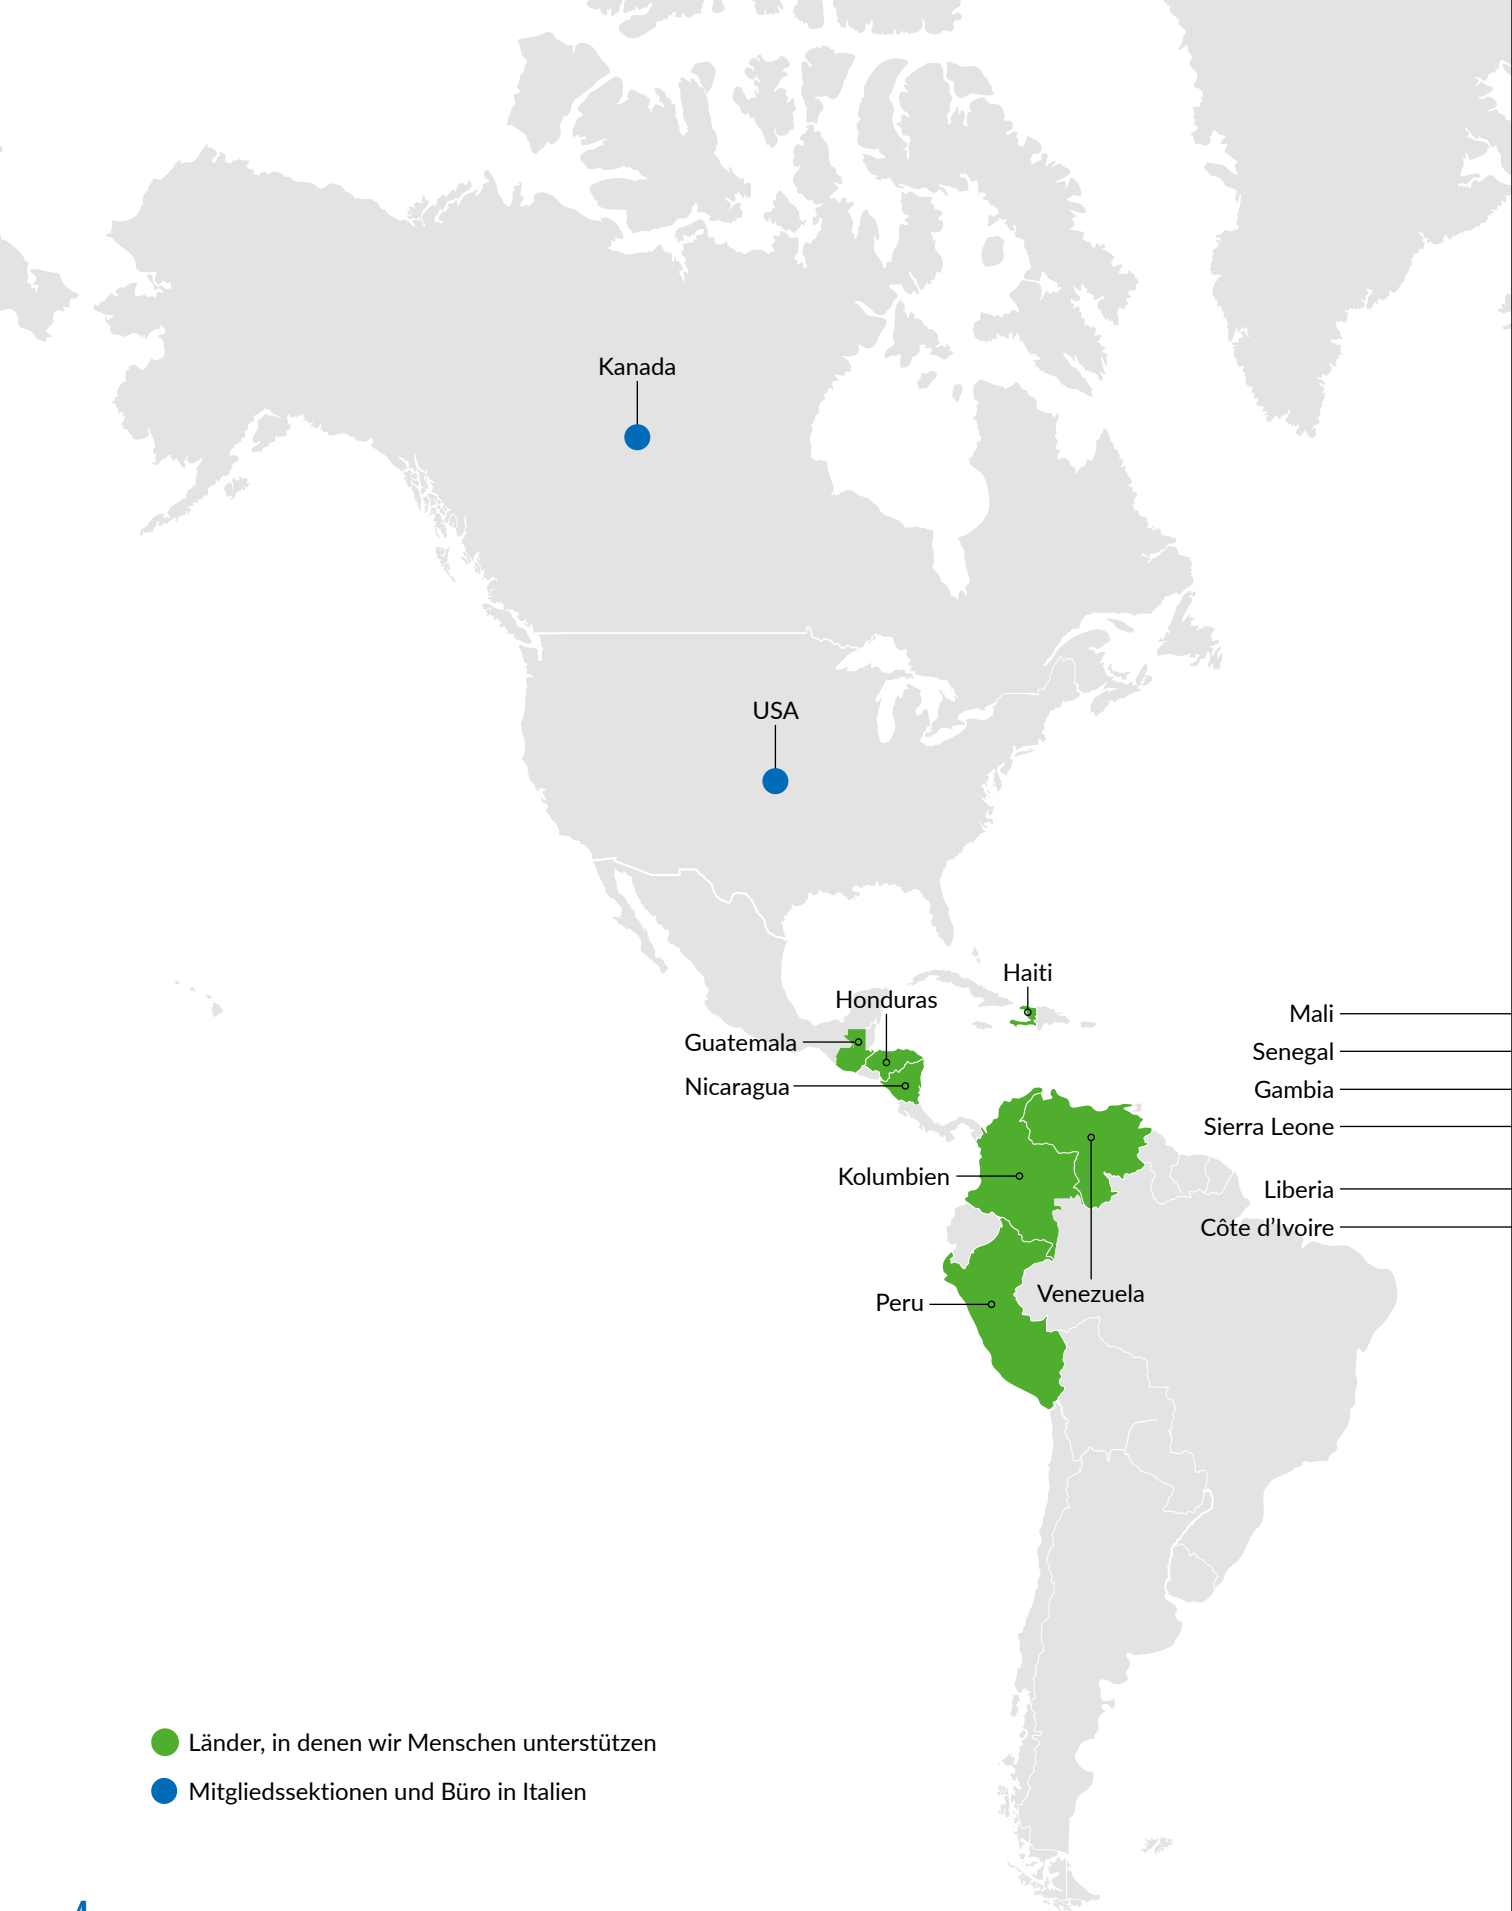 Kanada
USA
Haiti
Honduras
Mali
Guatemala
Senegal
Nicaragua
Gambia
Sierra Leone
Kolumbien
Liberia
Côte d’Ivoire
Venezuela
Peru
Länder, in denen wir Menschen unterstützen
Mitgliedssektionen und Büro in Italien